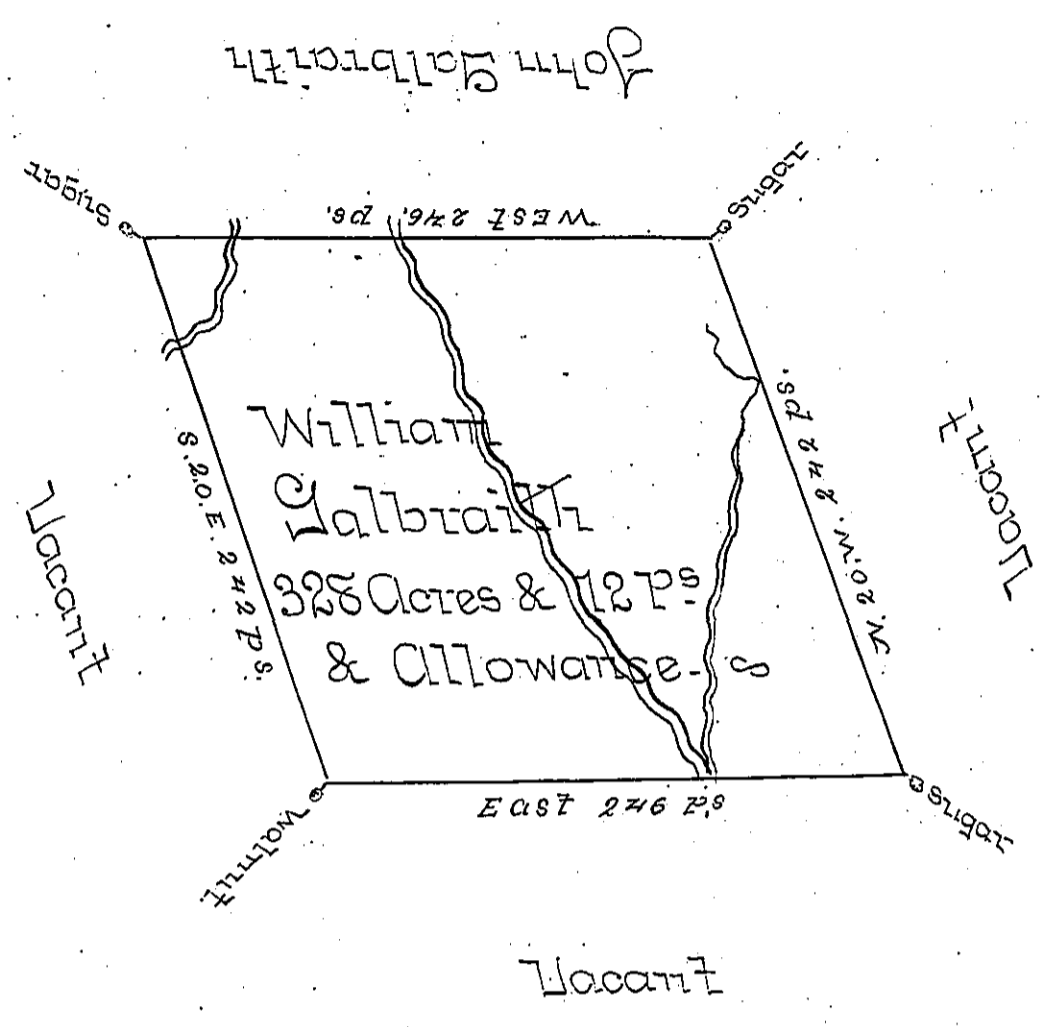 John Galbraith
Sugar
Sugar
West 246. ps.
Vacant
S. 20. E. 242 ps.
William
Galbraith
328 Acres & 12 Ps.
& Allowance - S
N. 20. W. 242 ps.
Vacant
Walnut
East 246 P.s
Sugar
Vacant